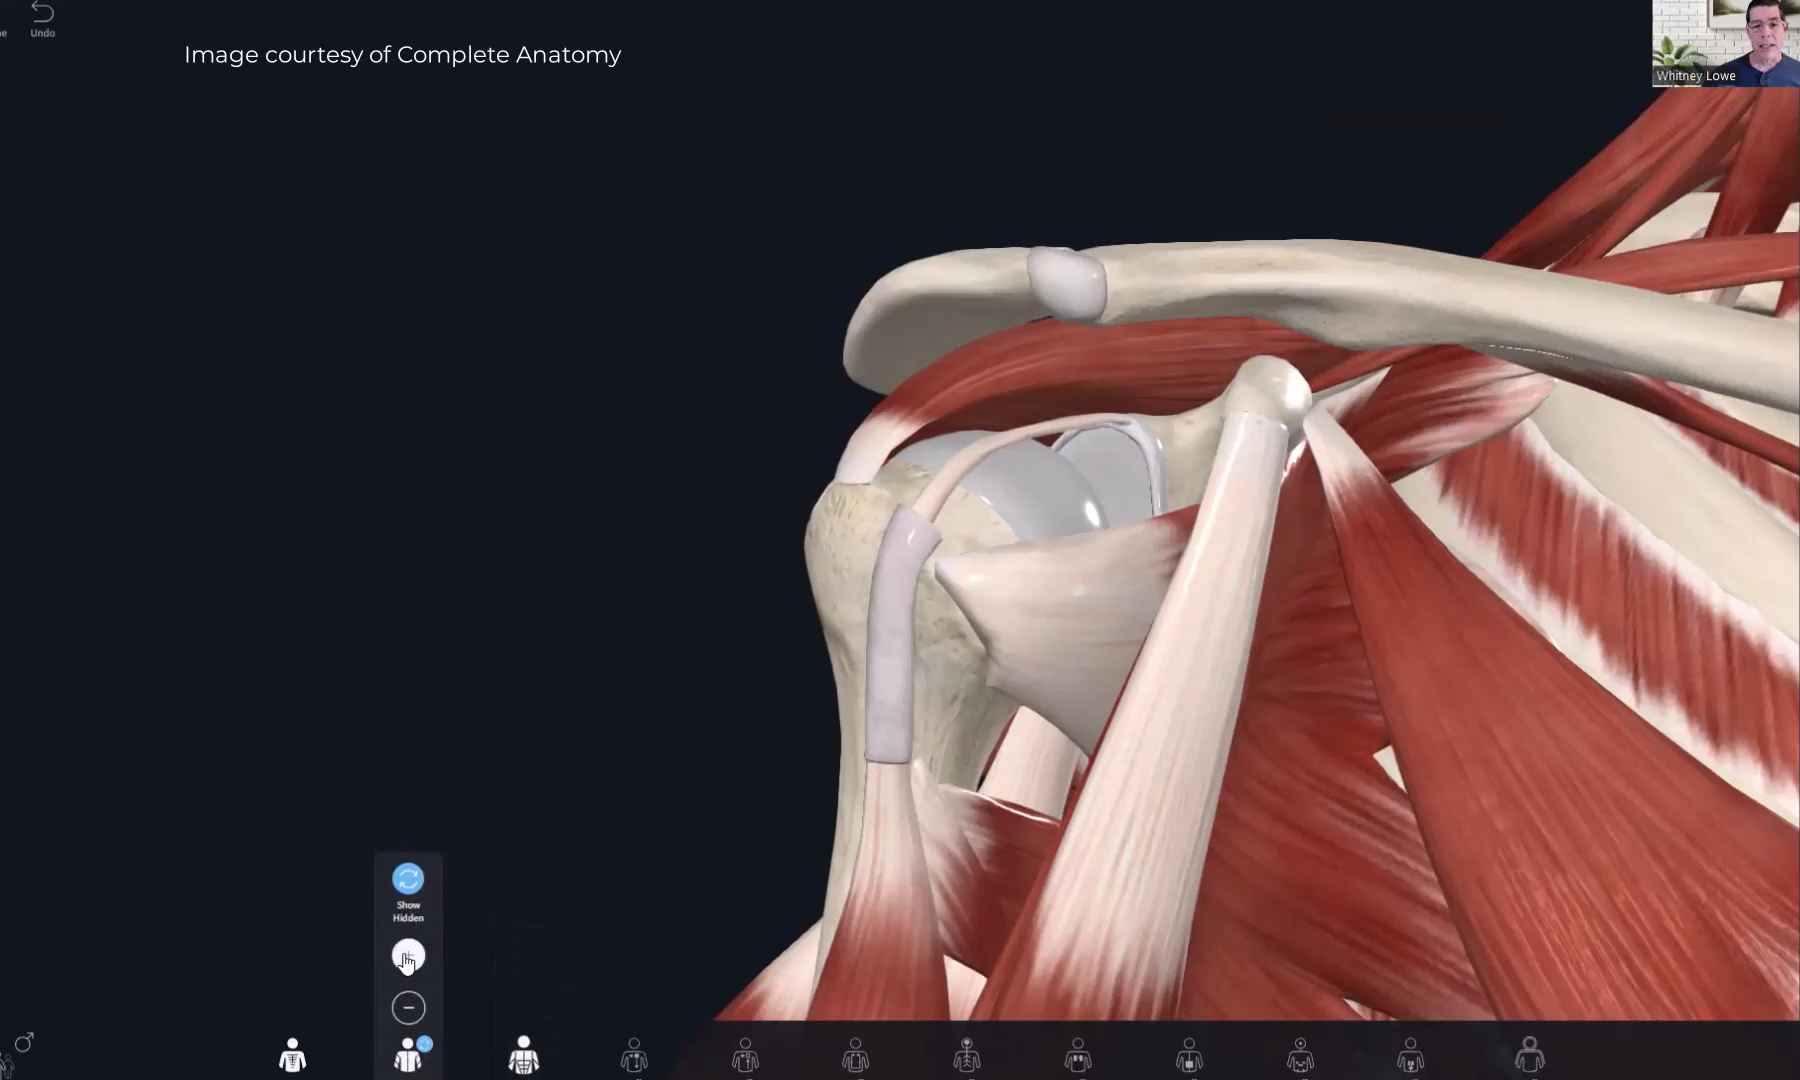 Undo
Image courtesy of Complete Anatomy
Whitney Lowe
Show
Hidden